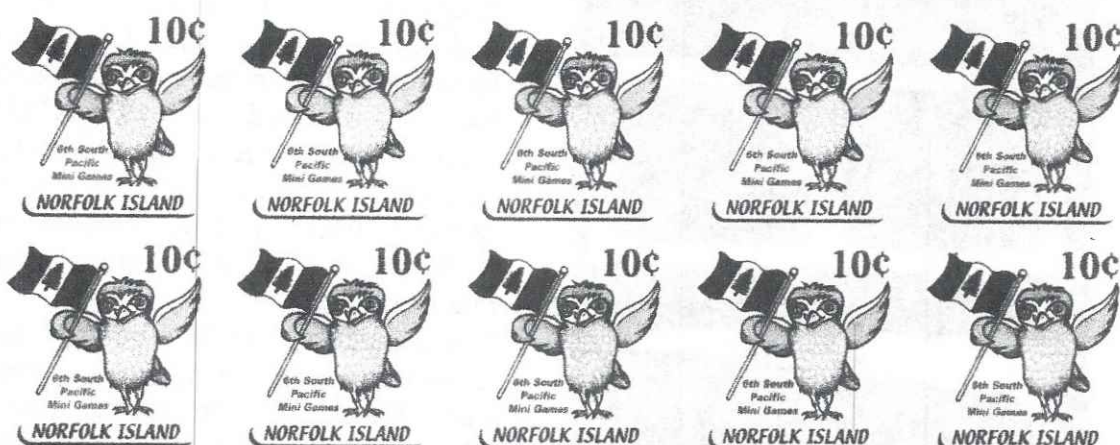 10¢ 10¢ 10¢ 10¢ 10¢
6th South 6th South 6th South 6th South 6th South
Pacific Pacific Pacific Pacific Pacific
Mini Games Mini Games Mini Games Mini Games Mini Games
NORFOLK ISLAND NORFOLK ISLAND NORFOLK ISLAND NORFOLK ISLAND NORFOLK ISLAND
10¢ 10¢ 10¢ 10¢ 10¢
6th South 6th South 6th South 6th South 6th South
Pacific Pacific Pacific Pacific Pacific
Mini Games Mini Games Mini Games Mini Games Mini Games
NORFOLK ISLAND NORFOLK ISLAND NORFOLK ISLAND NORFOLK ISLAND NORFOLK ISLAND